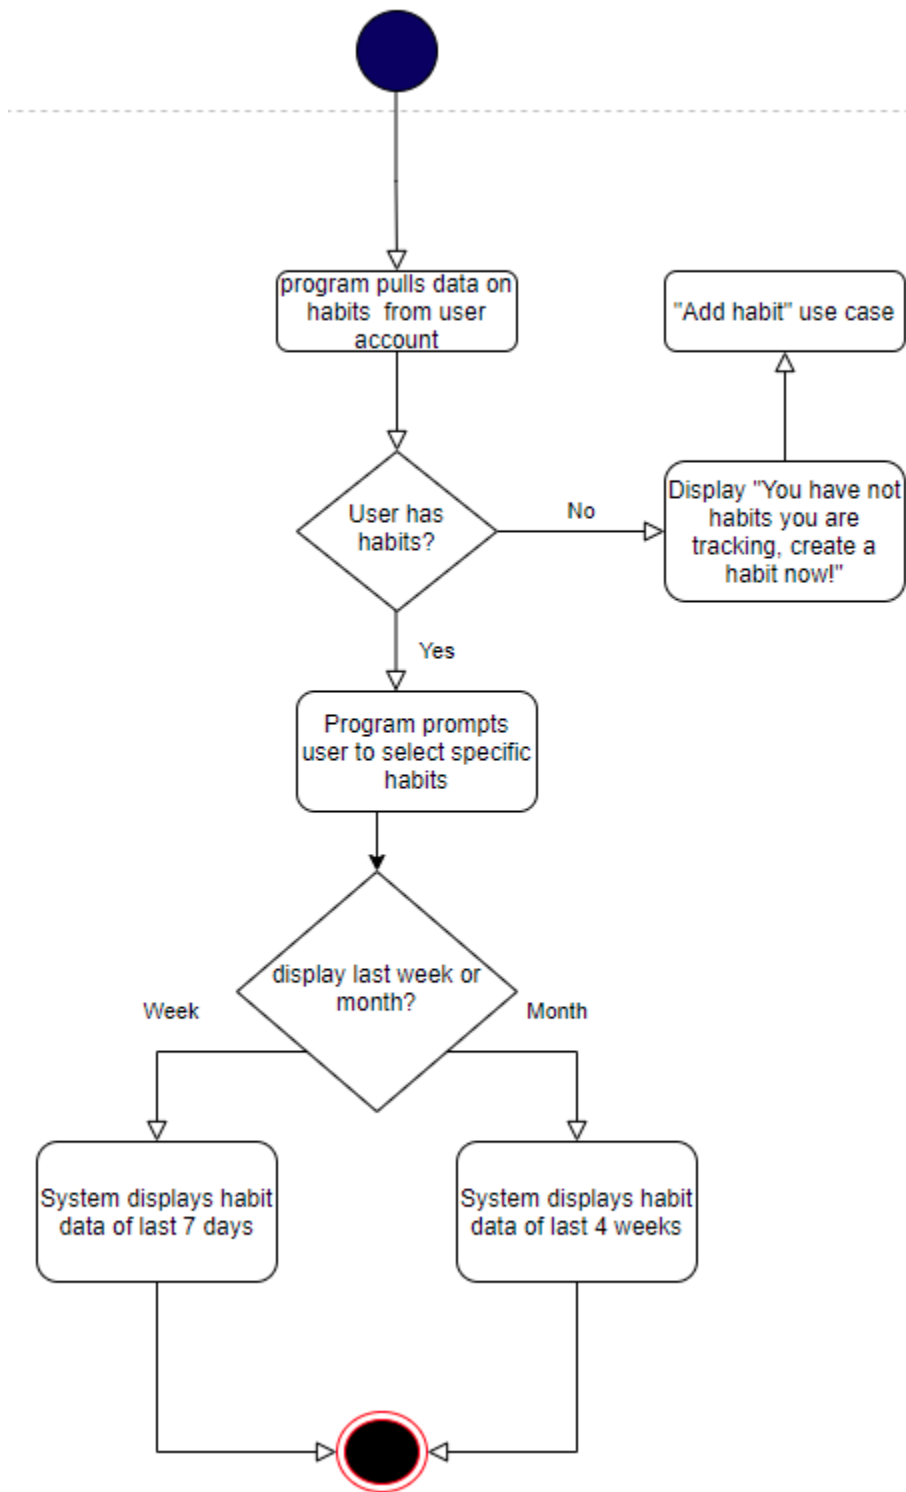 program pulls data on
habits from user
account
"Add habit" use case
User has
habits?
No
Display "You have not
habits you are
tracking, create a
habit now!"
Yes
Program prompts
user to select specific
habits
display last week or
month?
Week
Month
System displays habit
data of last 7 days
System displays habit
data of last 4 weeks